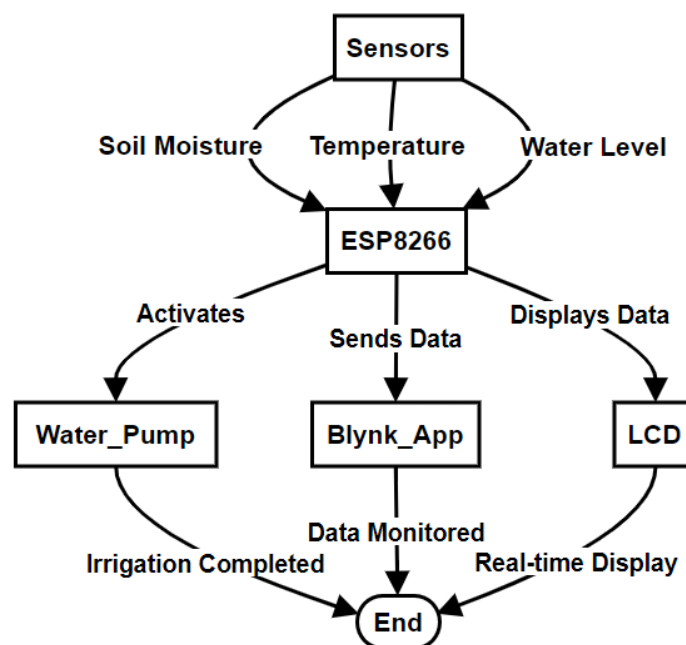 Sensors
Soil Moisture
Temperature
Water Level
ESP8266
Activates
Sends Data
Displays Data
Water_Pump
Blynk_App
LCD
Irrigation Completed
Data Monitored
Real-time Display
End